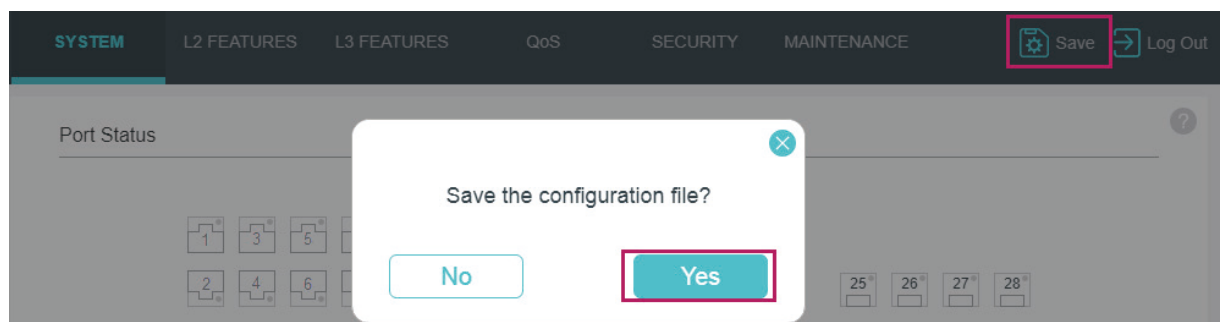 SYSTEM L2 FEATURES L3 FEATURES QoS SECURITY MAINTENANCE Save Log Out
Port Status ?
Save the configuration file?
1 3 5
No Yes
2 4 6 25 26 27 28